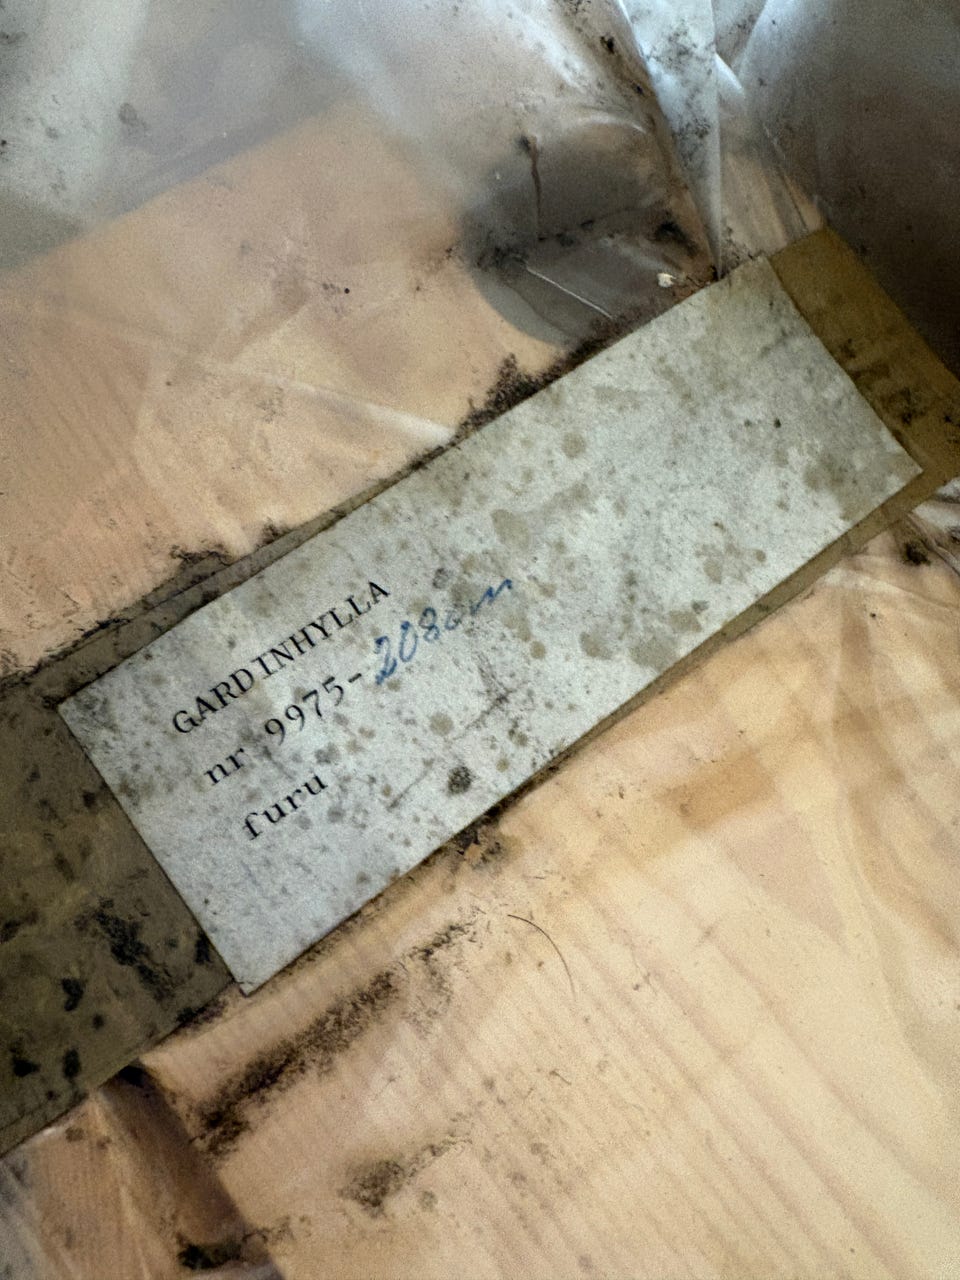 GARDINHYLLA
nr 9975-208cm
furu